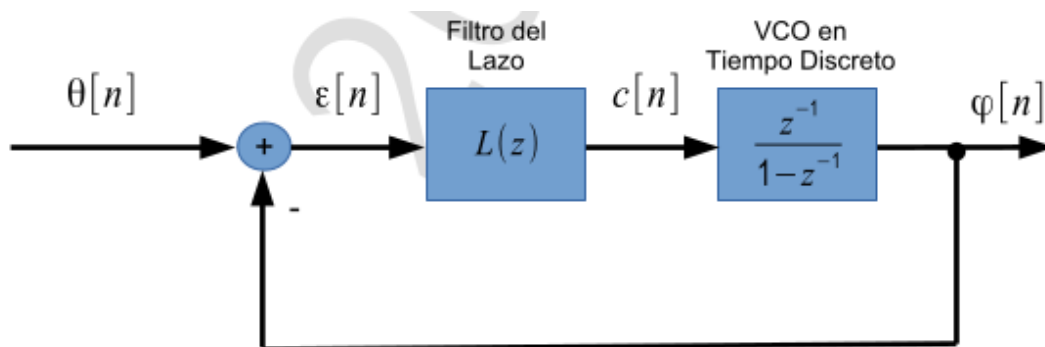 Filtro del
Lazo
VCO en
Tiempo Discreto
θ[n]
ε[n]
L(z)
c[n]
z⁻¹
1−z⁻¹
φ[n]
+
-